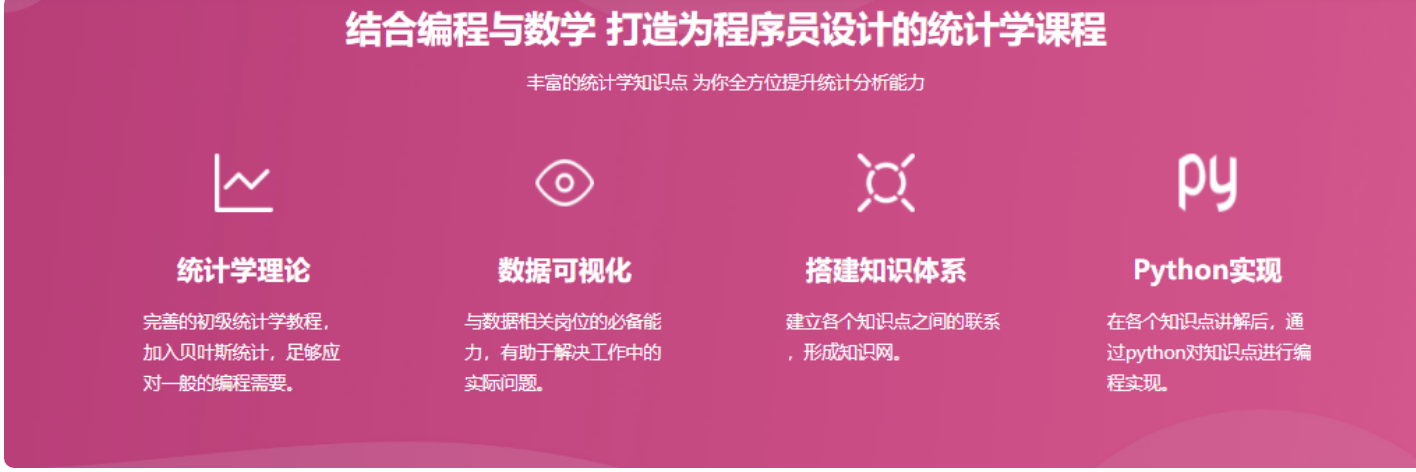 结合编程与数学 打造为程序员设计的统计学课程
丰富的统计学知识点 为你全方位提升统计分析能力
py
统计学理论
完善的初级统计学教程，
加入贝叶斯统计，足够应
对一般的编程需要。
数据可视化
与数据相关岗位的必备能
力，有助于解决工作中的
实际问题。
搭建知识体系
建立各个知识点之间的联系
，形成知识网。
Python实现
在各个知识点讲解后，通
过python对知识点进行编
程实现。